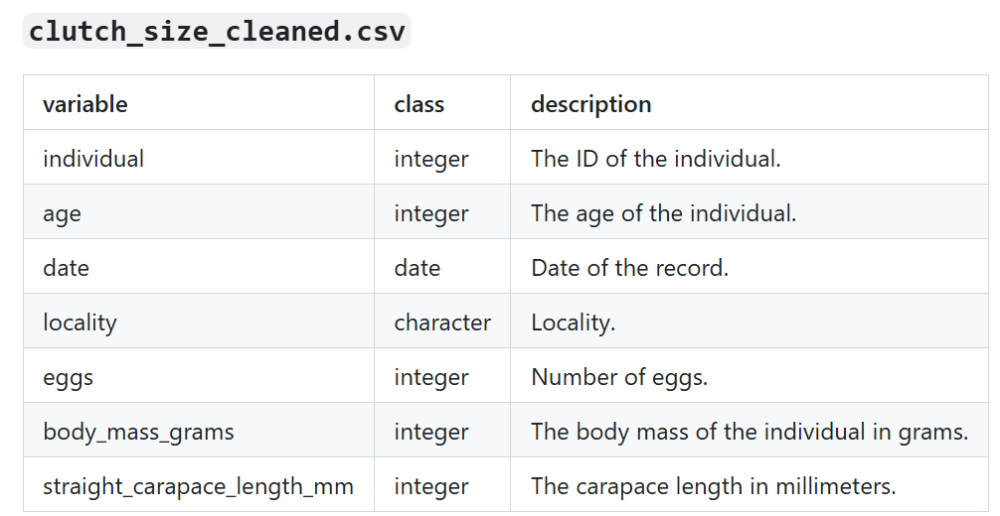 clutch_size_cleaned.csv
variable class description
individual integer The ID of the individual.
age integer The age of the individual.
date date Date of the record.
locality character Locality.
eggs integer Number of eggs.
body_mass_grams integer The body mass of the individual in grams.
straight_carapace_length_mm integer The carapace length in millimeters.